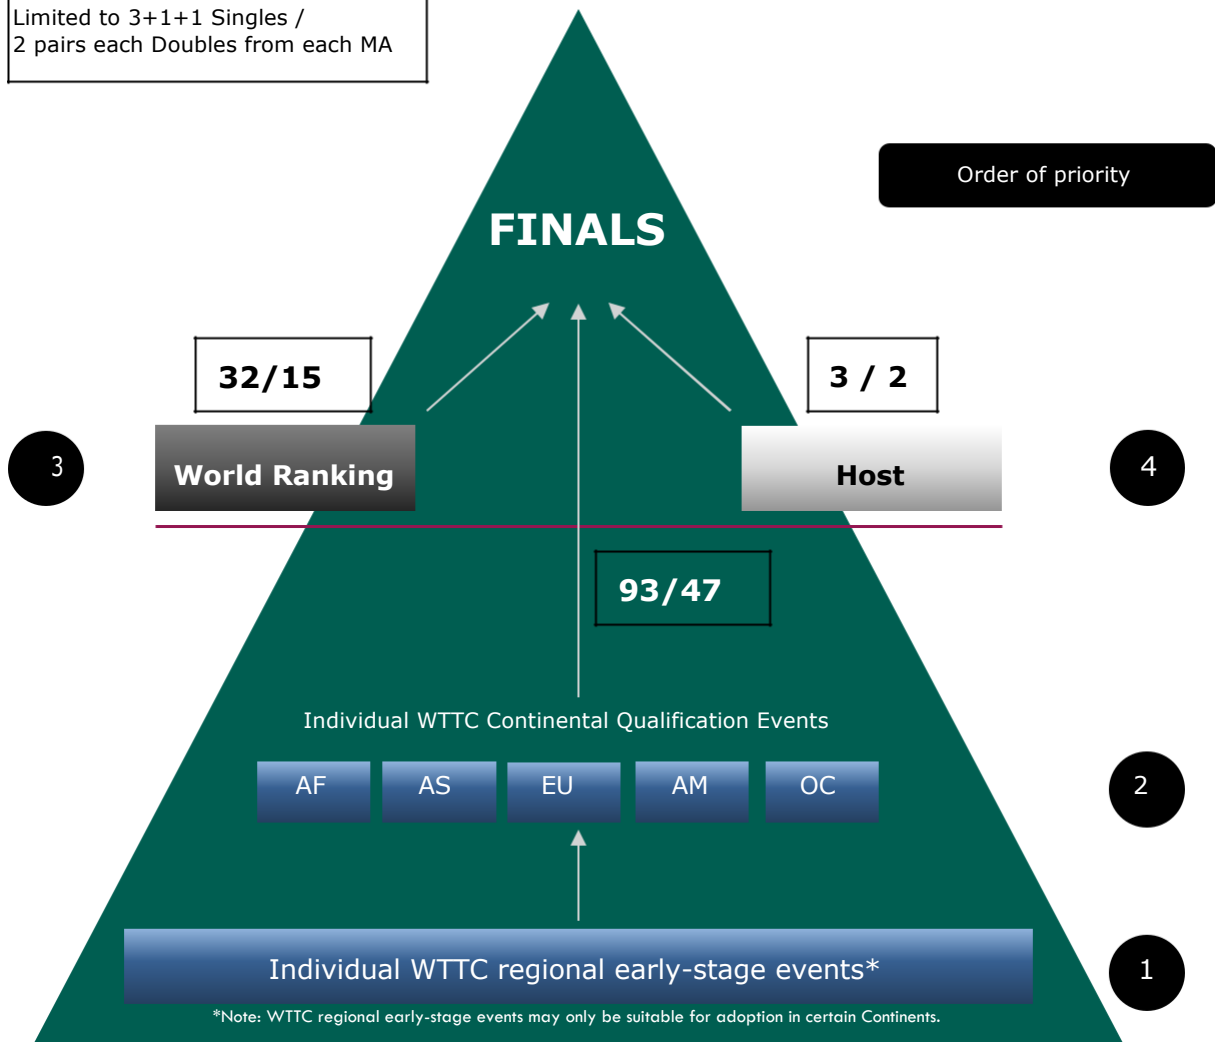 Limited to 3+1+1 Singles /
2 pairs each Doubles from each MA
Order of priority
FINALS
32/15
3 / 2
3
World Ranking
Host
4
93/47
Individual WTTC Continental Qualification Events
AF
AS
EU
AM
OC
2
Individual WTTC regional early-stage events*
1
*Note: WTTC regional early-stage events may only be suitable for adoption in certain Continents.